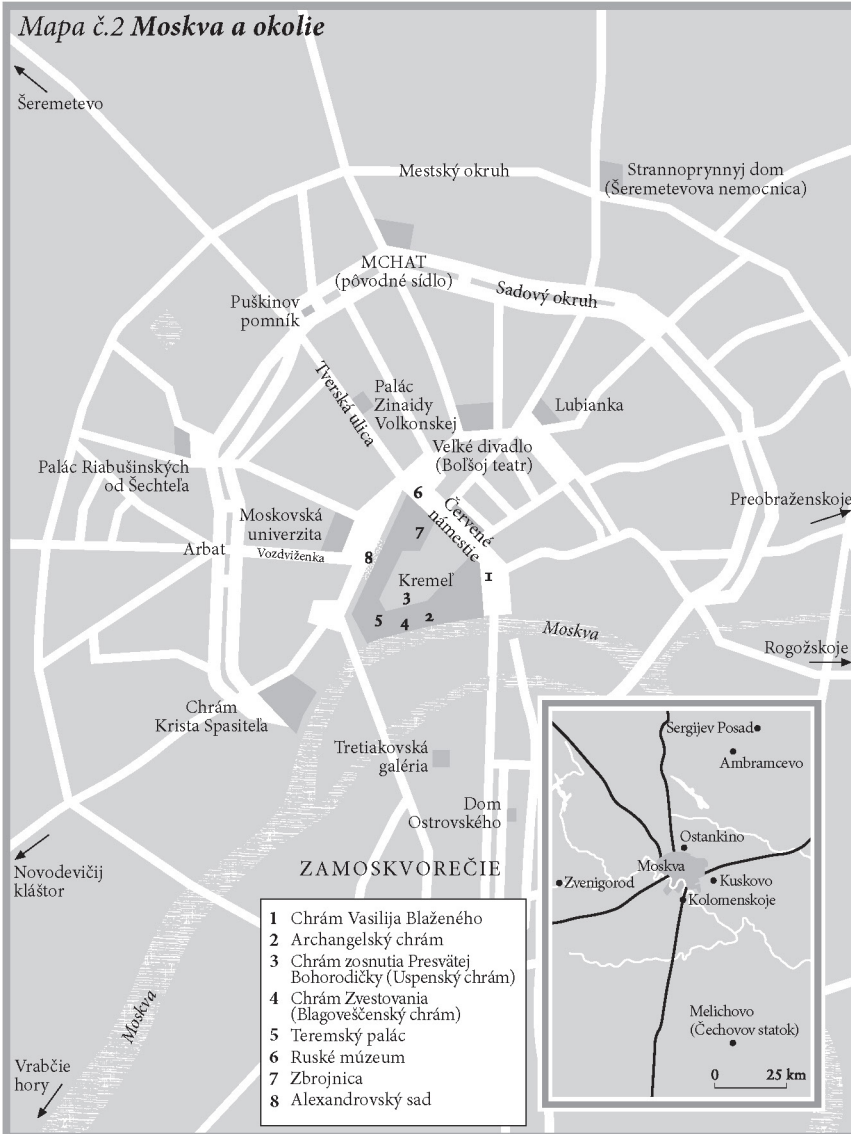 Mapa č.2 Moskva a okolie
Šeremetevo
Mestský okruh
Strannoprynnyj dom
(Šeremetevova nemocnica)
MCHAT
(pôvodné sídlo)
Sadový okruh
Puškinov
pomník
Tverská ulica
Palác
Zinaidy
Volkonskej
Lubianka
Veľké divadlo
(Boľšoj teatr)
Palác Riabušinských
od Šechteľa
6
Červené
námestie
Preobraženskoje
Moskovská
univerzita
7
Arbat
Vozdviženka
8
Kremeľ
1
3
5
4
2
Moskva
Rogožskoje
Chrám
Krista Spasiteľa
Tretiakovská
galéria
Dom
Ostrovského
Novodevičij
kláštor
ZAMOSKVOREČIE
1 Chrám Vasilija Blaženého
2 Archangelský chrám
3 Chrám zosnutia Presvätej
Bohorodičky (Uspenský chrám)
4 Chrám Zvestovania
(Blagoveščenský chrám)
5 Teremský palác
6 Ruské múzeum
7 Zbrojnica
8 Alexandrovský sad
Moskva
Vrabčie
hory
Sergijev Posad
Ambramcevo
Ostankino
Moskva
Zvenigorod
Kuskovo
Kolomenskoje
Melichovo
(Čechovov statok)
0 25 km